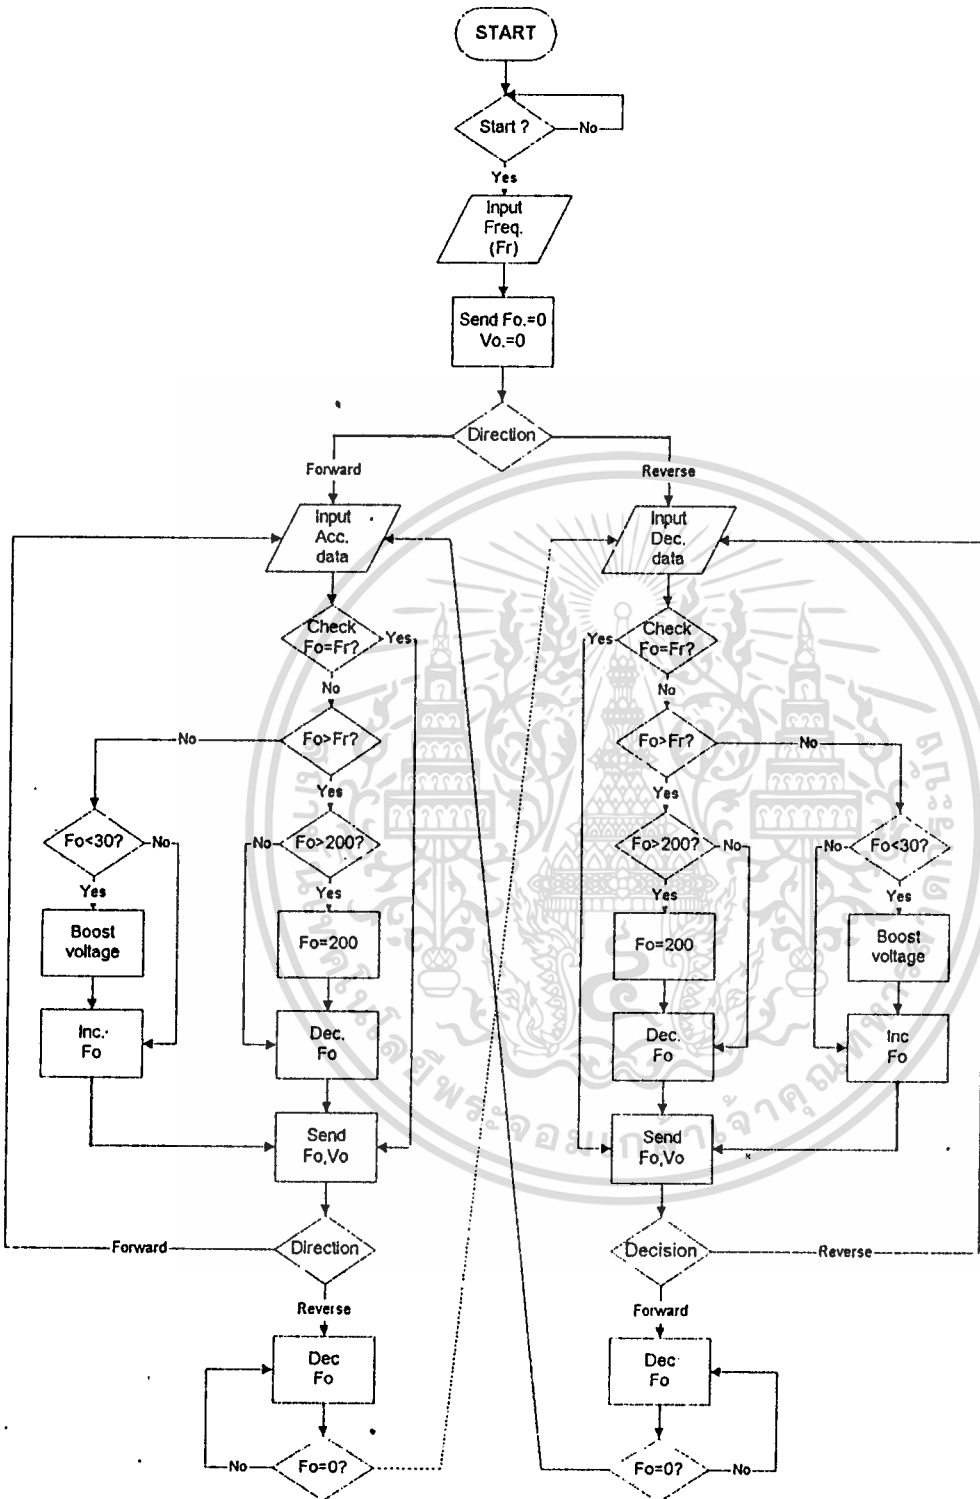 START
Start ?
No
Yes
Input
Freq.
(Fr)
Send Fo.=0
Vo.=0
Direction
Forward
Reverse
Input
Acc.
data
Input
Dec.
data
Check
Fo=Fr?
Yes
Yes
Check
Fo=Fr?
No
No
No
Fo>Fr?
Fo>Fr?
No
Yes
Yes
Fo<30?
No
No
Fo>200?
Fo>200?
No
No
Fo<30?
Yes
Yes
Yes
Yes
Boost
voltage
Fo=200
Fo=200
Boost
voltage
Inc.
Fo
Dec.
Fo
Dec.
Fo
Inc
Fo
Send
Fo,Vo
Send
Fo,Vo
Forward
Direction
Decision
Reverse
Reverse
Forward
Dec
Fo
Dec
Fo
No
Fo=0?
Fo=0?
No